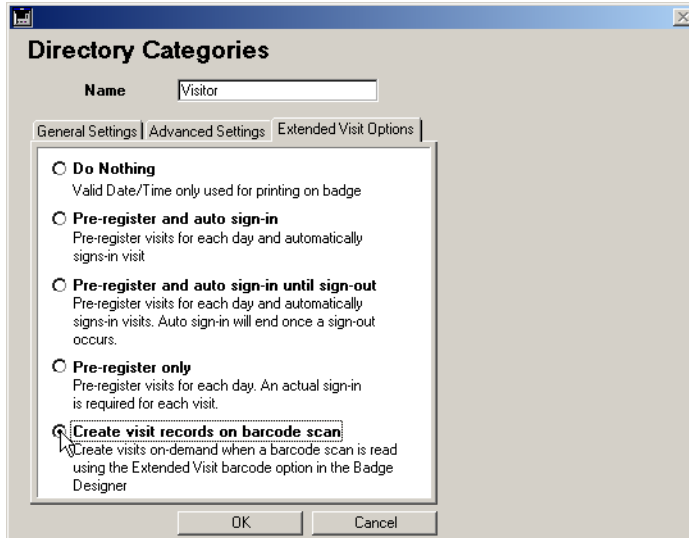 Directory Categories
Name
Visitor
General Settings Advanced Settings Extended Visit Options
Do Nothing
Valid Date/Time only used for printing on badge
Pre-register and auto sign-in
Pre-register visits for each day and automatically
signs-in visit
Pre-register and auto sign-in until sign-out
Pre-register visits for each day and automatically
signs-in visits. Auto sign-in will end once a sign-out
occurs.
Pre-register only
Pre-register visits for each day. An actual sign-in
is required for each visit.
Create visit records on barcode scan
Create visits on-demand when a barcode scan is read
using the Extended Visit barcode option in the Badge
Designer
OK Cancel